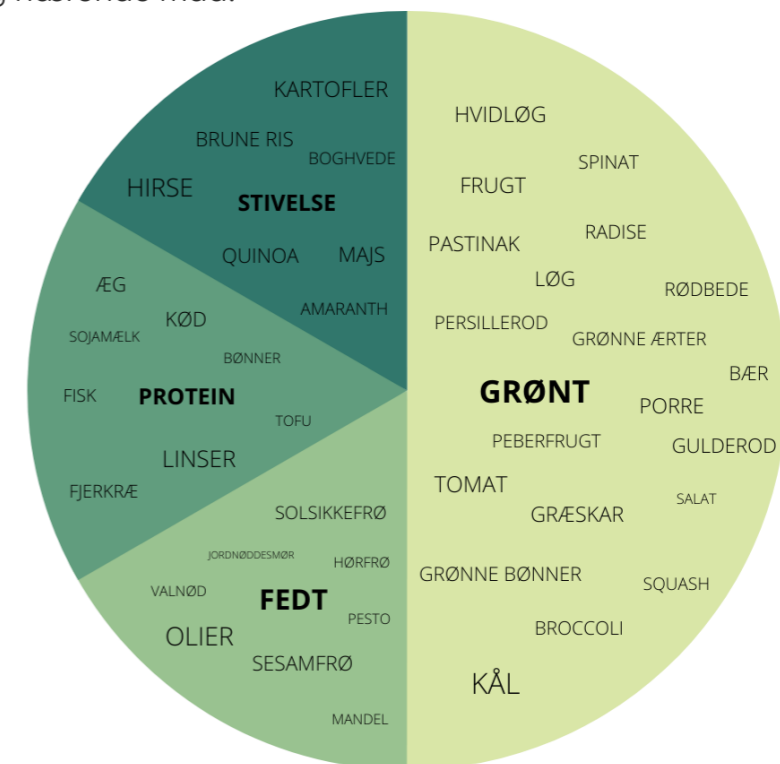 nærende mad.
KARTOFLER
BRUNE RIS
BOGHVEDE
HIRSE
STIVELSE
QUINOA
MAJS
AMARANTH
ÆG
KØD
SOJAMÆLK
BØNNER
FISK
PROTEIN
TOFU
LINSER
FJERKRÆ
SOLSIKKEFRØ
JORDNØDDESMØR
HØRFRØ
VALNØD
FEDT
PESTO
OLIER
SESAMFRØ
MANDEL
HVIDLØG
SPINAT
FRUGT
RADISE
PASTINAK
LØG
RØDBEDE
PERSILLEROD
GRØNNE ÆRTER
BÆR
GRØNT
PORRE
PEBERFRUGT
GULDEROD
TOMAT
SALAT
GRÆSKAR
GRØNNE BØNNER
SQUASH
BROCCOLI
KÅL